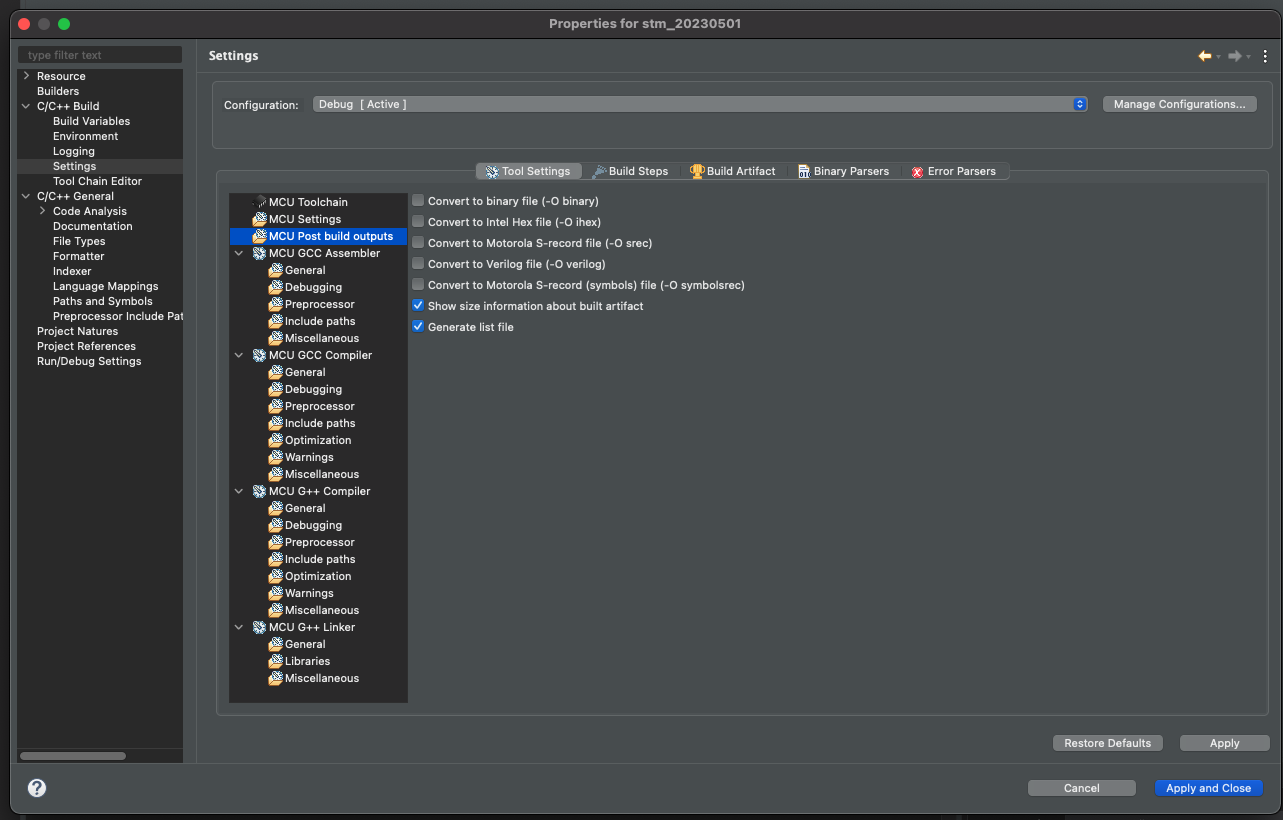 Properties for stm_20230501
type filter text
Resource
Builders
C/C++ Build
Build Variables
Environment
Logging
Settings
Tool Chain Editor
C/C++ General
Code Analysis
Documentation
File Types
Formatter
Indexer
Language Mappings
Paths and Symbols
Preprocessor Include Pat
Project Natures
Project References
Run/Debug Settings
Settings
Configuration: Debug [ Active ] Manage Configurations...
Tool Settings Build Steps Build Artifact Binary Parsers Error Parsers
MCU Toolchain
MCU Settings
MCU Post build outputs
MCU GCC Assembler
General
Debugging
Preprocessor
Include paths
Miscellaneous
MCU GCC Compiler
General
Debugging
Preprocessor
Include paths
Optimization
Warnings
Miscellaneous
MCU G++ Compiler
General
Debugging
Preprocessor
Include paths
Optimization
Warnings
Miscellaneous
MCU G++ Linker
General
Libraries
Miscellaneous
Convert to binary file (-O binary)
Convert to Intel Hex file (-O ihex)
Convert to Motorola S-record file (-O srec)
Convert to Verilog file (-O verilog)
Convert to Motorola S-record (symbols) file (-O symbolsrec)
Show size information about built artifact
Generate list file
Restore Defaults Apply
? Cancel Apply and Close